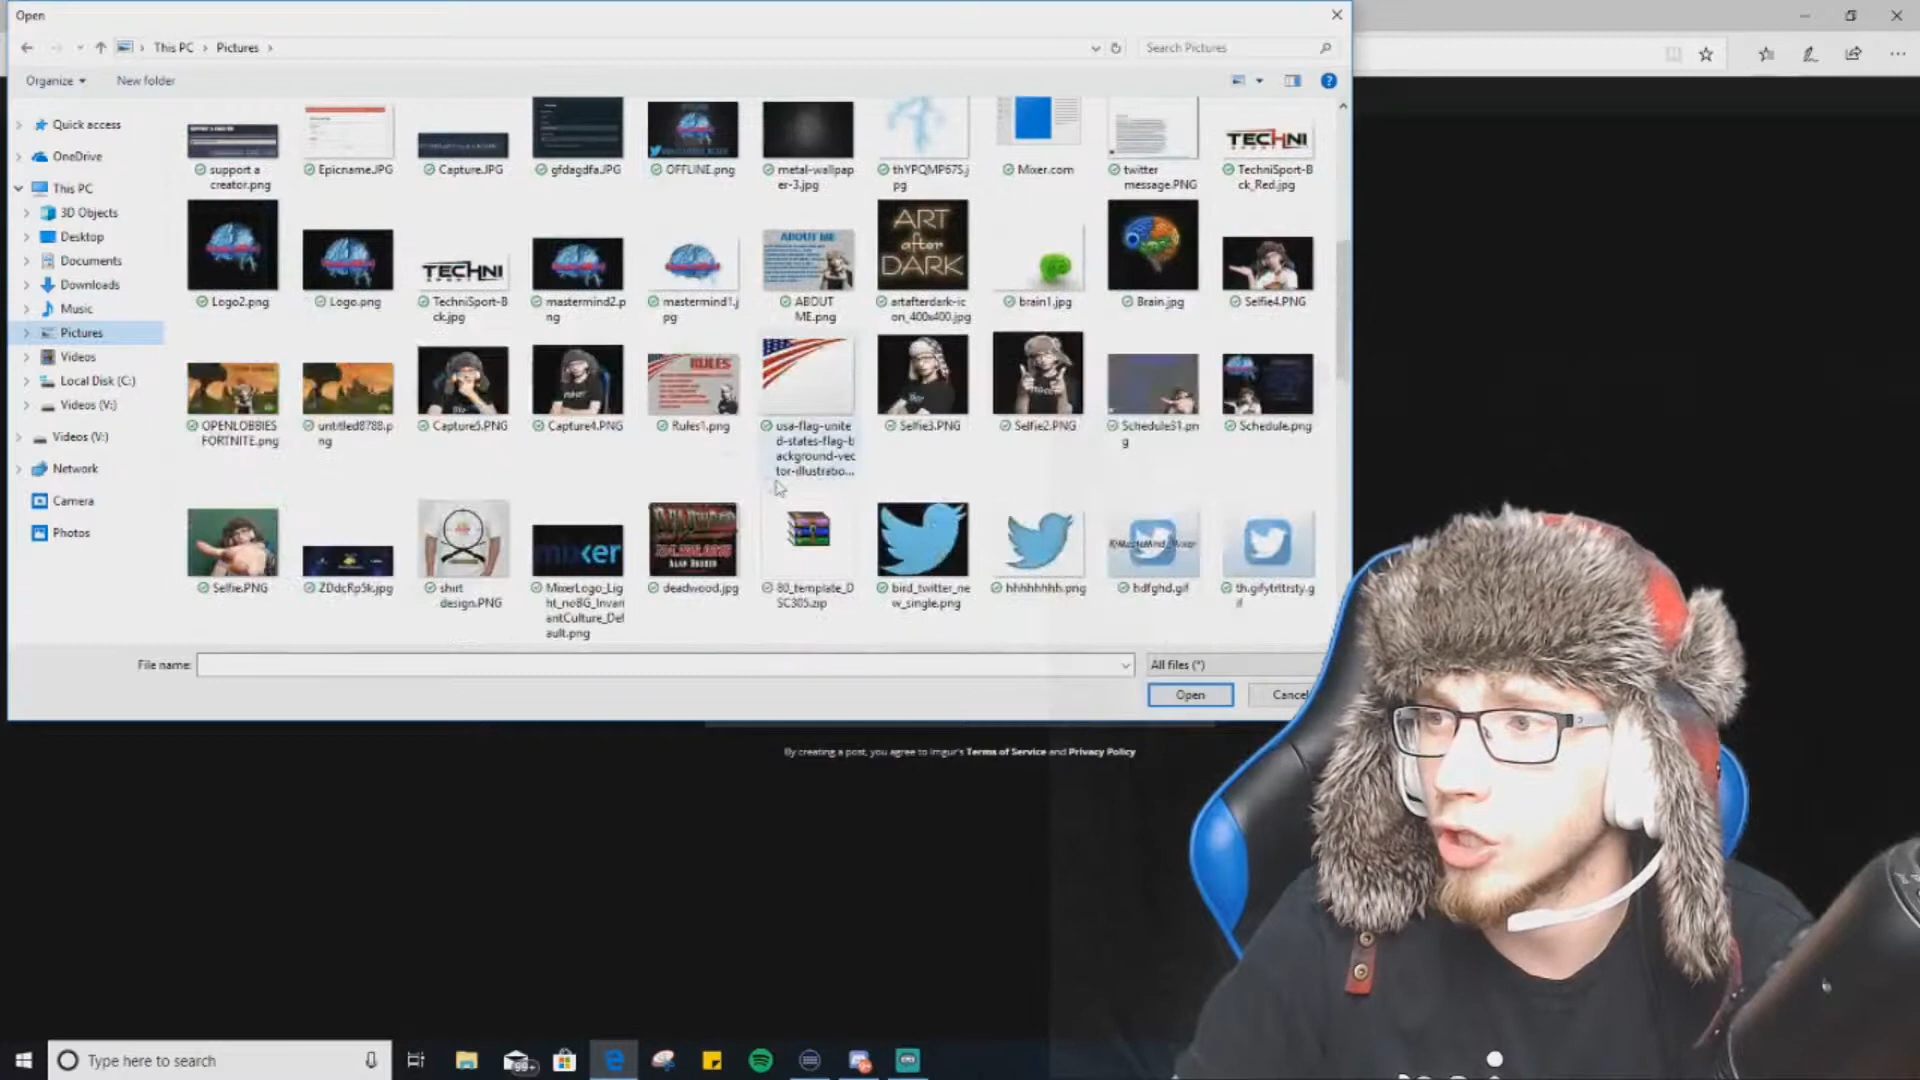 Open
This PC > Pictures >
Search Pictures
Organize
New folder
Quick access
OneDrive
This PC
3D Objects
Desktop
Documents
Downloads
Music
Pictures
Videos
Local Disk (C:)
Videos (V:)
Videos (V:)
Network
Camera
Photos
TECHNI
support a
creator.png
Epicname.JPG
Capture.JPG
gfdagdfa.JPG
OFFLINE.png
metal-wallpap
er-3.jpg
thYPQMP67S.j
pg
Mixer.com
twitter
message.PNG
TechniSport-B
ck_Red.jpg
TECHNI
ABOUT ME
ART
after
DARK
Logo2.png
Logo.png
TechniSport-B
ck.jpg
mastermind2.p
ng
mastermind1.j
pg
ABOUT
ME.png
artafterdark-ic
on_400x400.jpg
brain1.jpg
Brain.jpg
Selfie4.PNG
RULES
OPENLOBBIES
FORTNITE.png
untitled8788.p
ng
Capture5.PNG
Capture4.PNG
Rules1.png
usa-flag-unite
d-states-flag-b
ackground-vec
tor-illustratio...
Selfie3.PNG
Selfie2.PNG
Schedule31.pn
g
Schedule.png
mixer
Selfie.PNG
ZDdcRp5k.jpg
shirt
design.PNG
MixerLogo_Lig
ht_noBG_Invari
antCulture_Def
ault.png
deadwood.jpg
80_template_D
SC305.zip
bird_twitter_ne
w_single.png
hhhhhhhh.png
hdfghd.gif
th.gifytrltrsty.g
if
File name:
All files (*)
Open
Cancel
By creating a post, you agree to Imgur's Terms of Service and Privacy Policy
Type here to search
99+